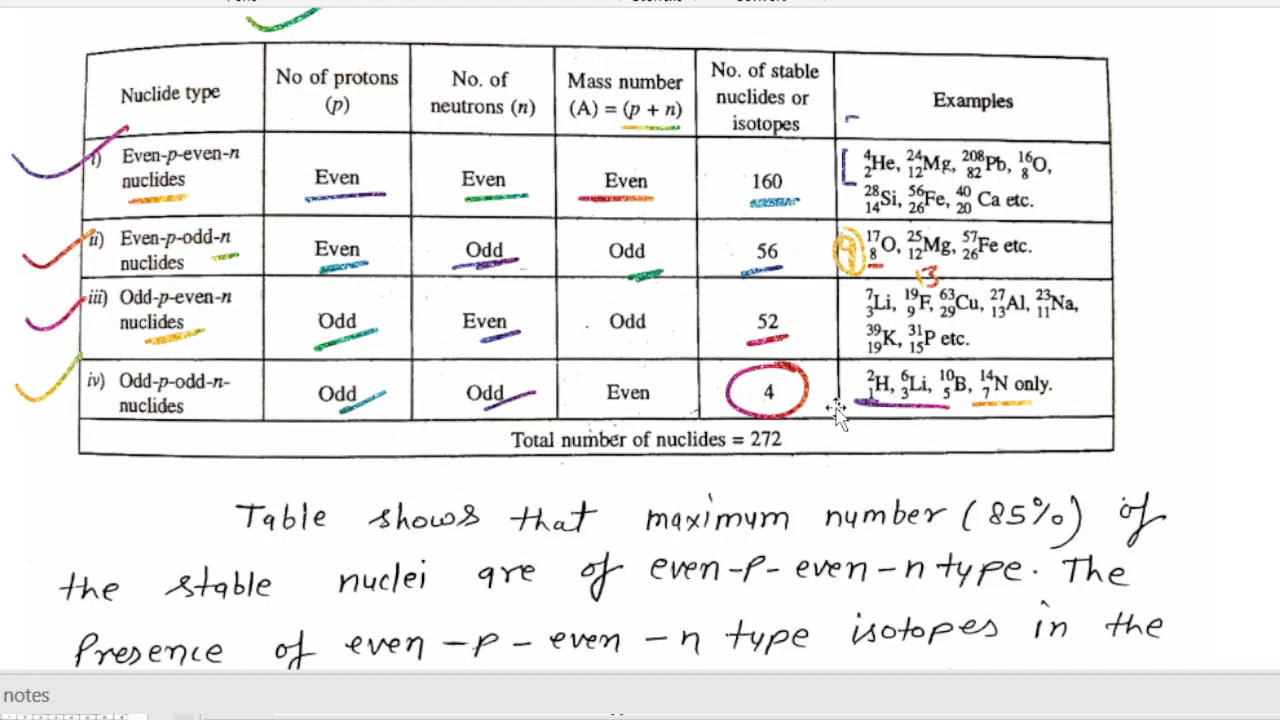 Nuclide type | No of protons (p) | No. of neutrons (n) | Mass number (A) = (p + n) | No. of stable nuclides or isotopes | Examples
i) Even-p-even-n nuclides | Even | Even | Even | 160 | ⁴₂He, ²⁴₁₂Mg, ²⁰⁸₈₂Pb, ¹⁶₈O, ²⁸₁₄Si, ⁵⁶₂₆Fe, ⁴⁰₂₀ Ca etc.
ii) Even-p-odd-n nuclides | Even | Odd | Odd | 56 | 9 ¹⁷₈O, ²⁵₁₂Mg, ⁵⁷₂₆Fe etc.
13
iii) Odd-p-even-n nuclides | Odd | Even | Odd | 52 | ⁷₃Li, ¹⁹₉F, ⁶³₂₉Cu, ²⁷₁₃Al, ²³₁₁Na, ³⁹₁₉K, ³¹₁₅P etc.
iv) Odd-p-odd-n- nuclides | Odd | Odd | Even | 4 | ²₁H, ⁶₃Li, ¹⁰₅B, ¹⁴₇N only.
Total number of nuclides = 272
Table shows that maximum number (85%) of
the stable nuclei are of even-p-even-n type. The
Presence of even-p-even-n type isotopes in the
notes